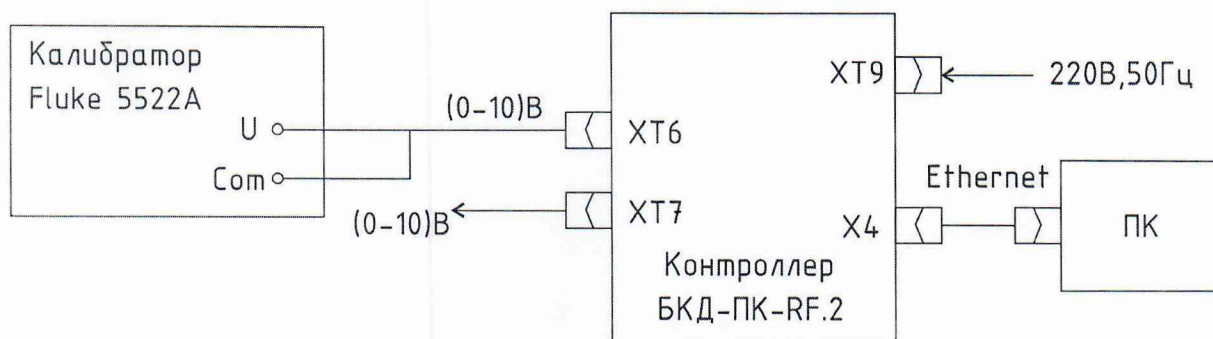 Калибратор
Fluke 5522A
U
Com
(0-10)В
(0-10)В
XT6
XT7
XT9
220В,50Гц
X4
Ethernet
ПК
Контроллер
БКД-ПК-RF.2